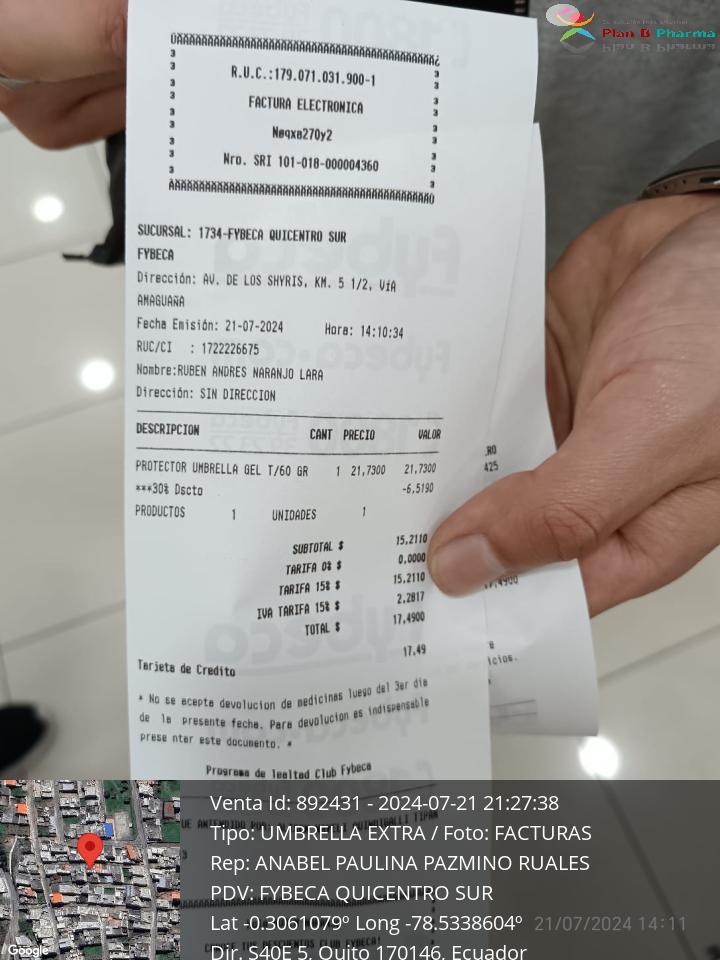 Plan B Pharma
R.U.C.:179.071.031.900-1
FACTURA ELECTRONICA
Nøqxa270y2
Nro. SRI 101-018-000004360
SUCURSAL: 1734-FYBECA QUICENTRO SUR
FYBECA
Dirección: AV. DE LOS SHYRIS, KM. 5 1/2, VíA
AMAGUAÑA
Fecha Emisión: 21-07-2024 Hora: 14:10:34
RUC/CI : 1722226675
Nombre:RUBEN ANDRES NARANJO LARA
Dirección: SIN DIRECCION
DESCRIPCION CANT PRECIO VALOR
PROTECTOR UMBRELLA GEL T/60 GR 1 21,7300 21,7300
***30% Dscto -6,5190
PRODUCTOS 1 UNIDADES 1
SUBTOTAL $ 15,2110
TARIFA 0% $ 0,0000
TARIFA 15% $ 15,2110
IVA TARIFA 15% $ 2,2817
TOTAL $ 17,4900
Tarjeta de Credito 17,49
* No se acepta devolucion de medicinas luego del 3er dia
de la presente fecha. Para devolucion es indispensable
prese ntar este documento. *
Programa de lealtad Club Fybeca
Venta Id: 892431 - 2024-07-21 21:27:38
Tipo: UMBRELLA EXTRA / Foto: FACTURAS
Rep: ANABEL PAULINA PAZMINO RUALES
PDV: FYBECA QUICENTRO SUR
Lat -0.3061079º Long -78.5338604º 21/07/2024 14:11
Dir. S40E 5, Quito 170146, Ecuador
Google